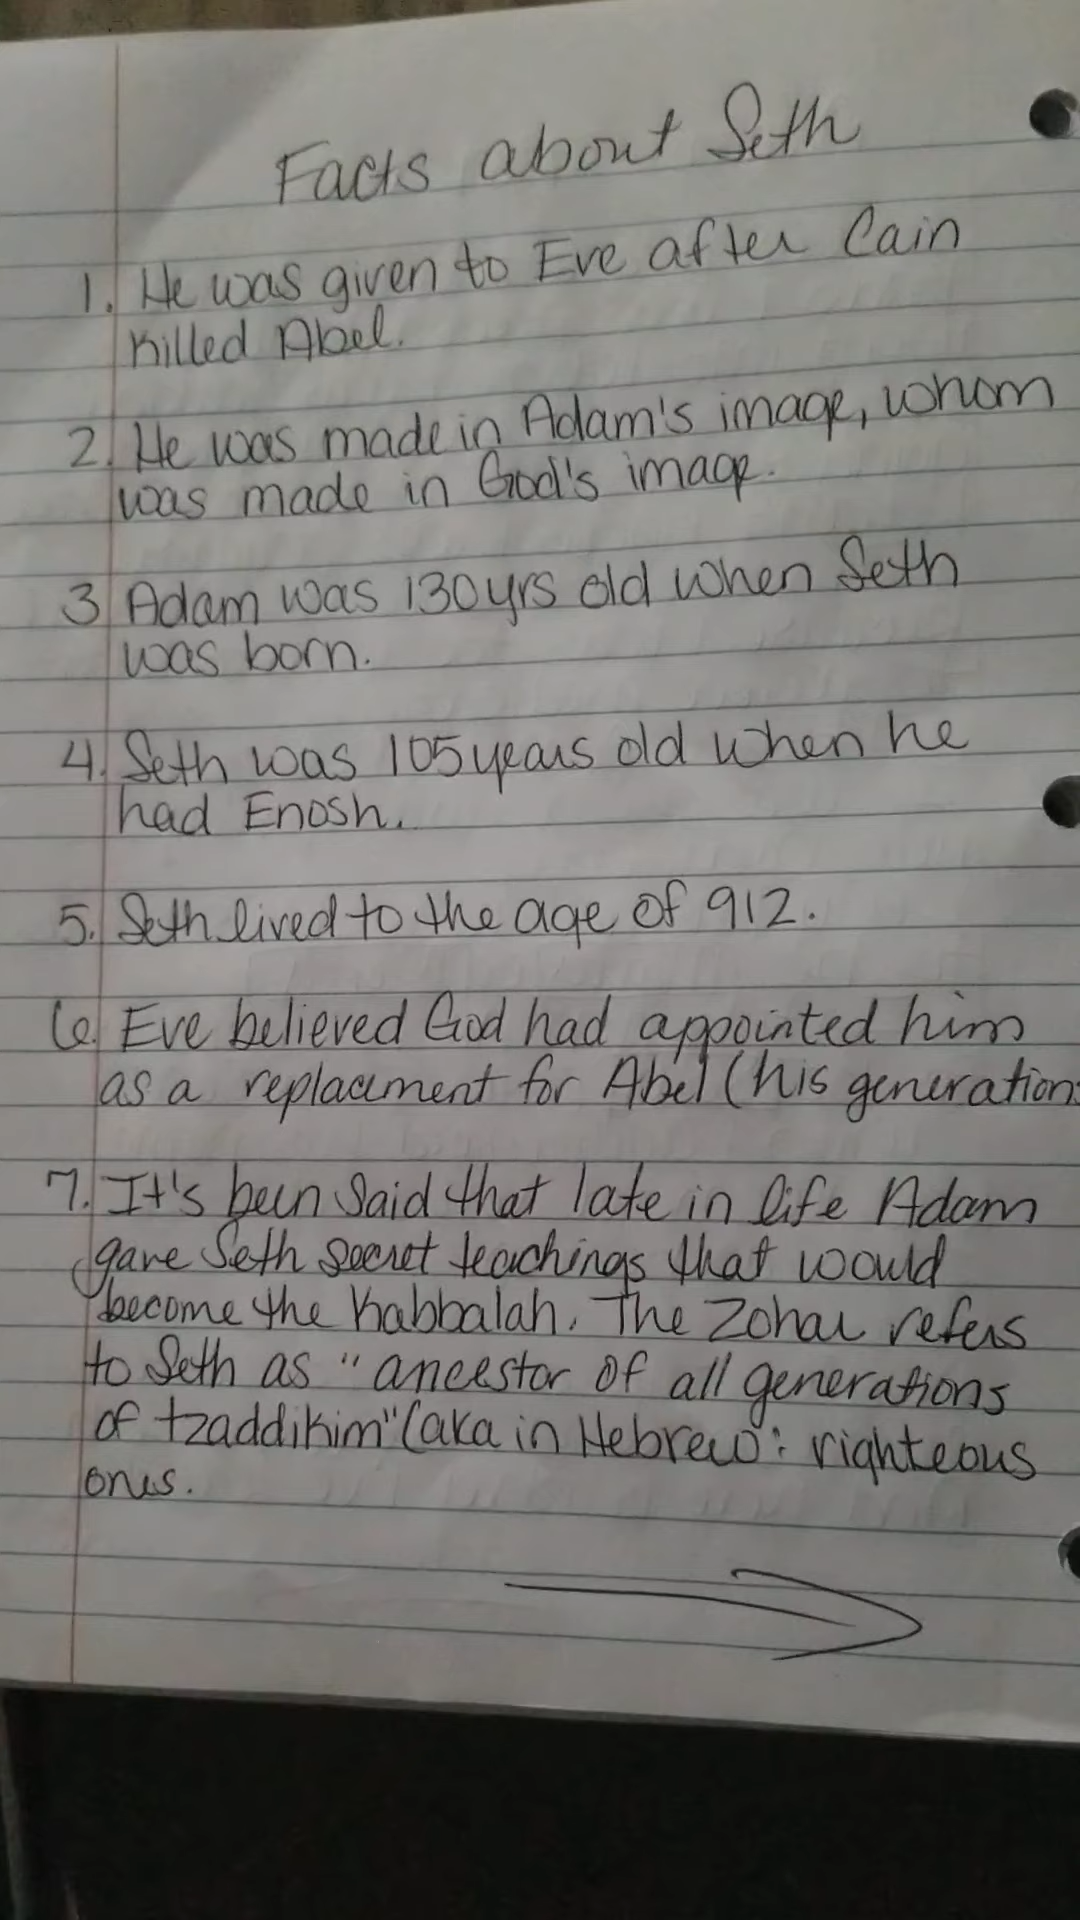 Facts about Seth
1. He was given to Eve after Cain
killed Abel.
2. He was made in Adam's image, whom
was made in God's image.
3 Adam was 130yrs old when Seth
was born.
4. Seth was 105 years old when he
had Enosh.
5. Seth lived to the age of 912.
6. Eve believed God had appointed him
as a replacement for Abel (his generation
7. It's been said that late in life Adam
gave Seth secret teachings that would
become the Kabbalah. The Zohar refers
to Seth as "ancestor of all generations
of tzaddikim" (aka in Hebrew: righteous
ones.